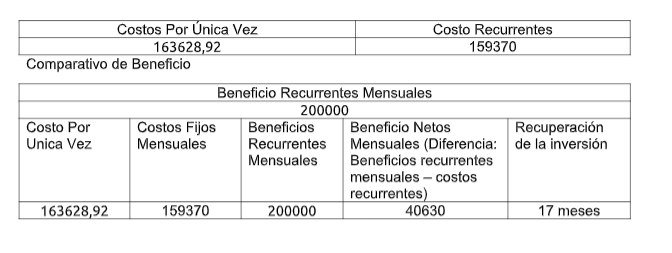 Costos Por Única Vez Costo Recurrentes
163628,92 159370
Comparativo de Beneficio
Beneficio Recurrentes Mensuales
200000
Costo Por Costos Fijos Beneficios Beneficio Netos Recuperación
Unica Vez Mensuales Recurrentes Mensuales (Diferencia: de la inversión
Mensuales Beneficios recurrentes
mensuales – costos
recurrentes)
163628,92 159370 200000 40630 17 meses